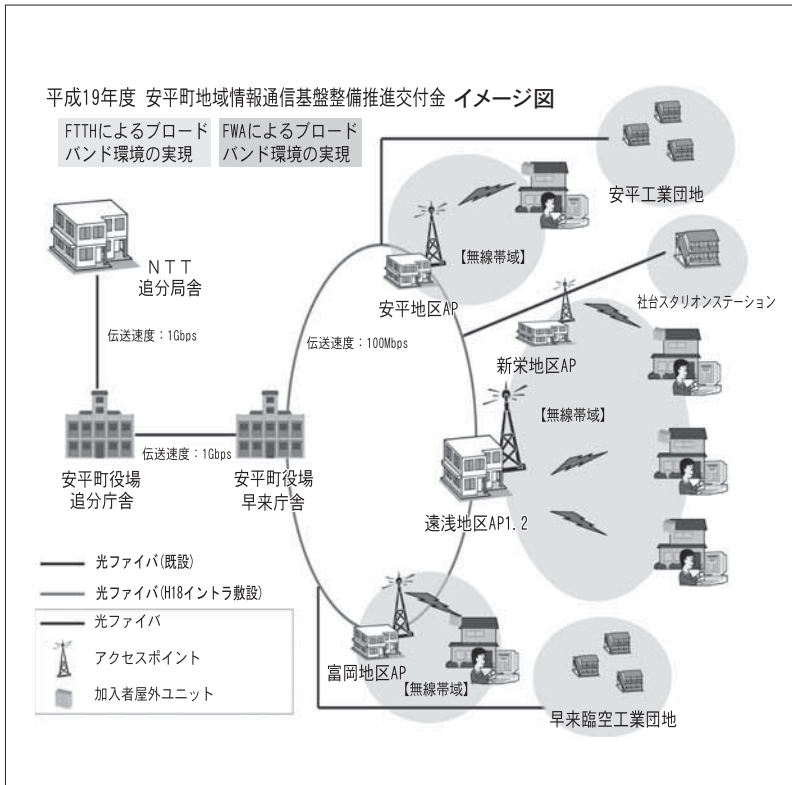 平成19年度 安平町地域情報通信基盤整備推進交付金 イメージ図
FTTHによるブロード
バンド環境の実現
FWAによるブロード
バンド環境の実現
安平工業団地
【無線帯域】
安平地区AP
NTT
追分局舎
社台スタリオンステーション
伝送速度：1Gbps
伝送速度：100Mbps
新栄地区AP
【無線帯域】
伝送速度：1Gbps
安平町役場
追分庁舎
安平町役場
早来庁舎
遠浅地区AP1.2
光ファイバ(既設)
光ファイバ(H18イントラ敷設)
光ファイバ
アクセスポイント
加入者屋外ユニット
富岡地区AP
【無線帯域】
早来臨空工業団地